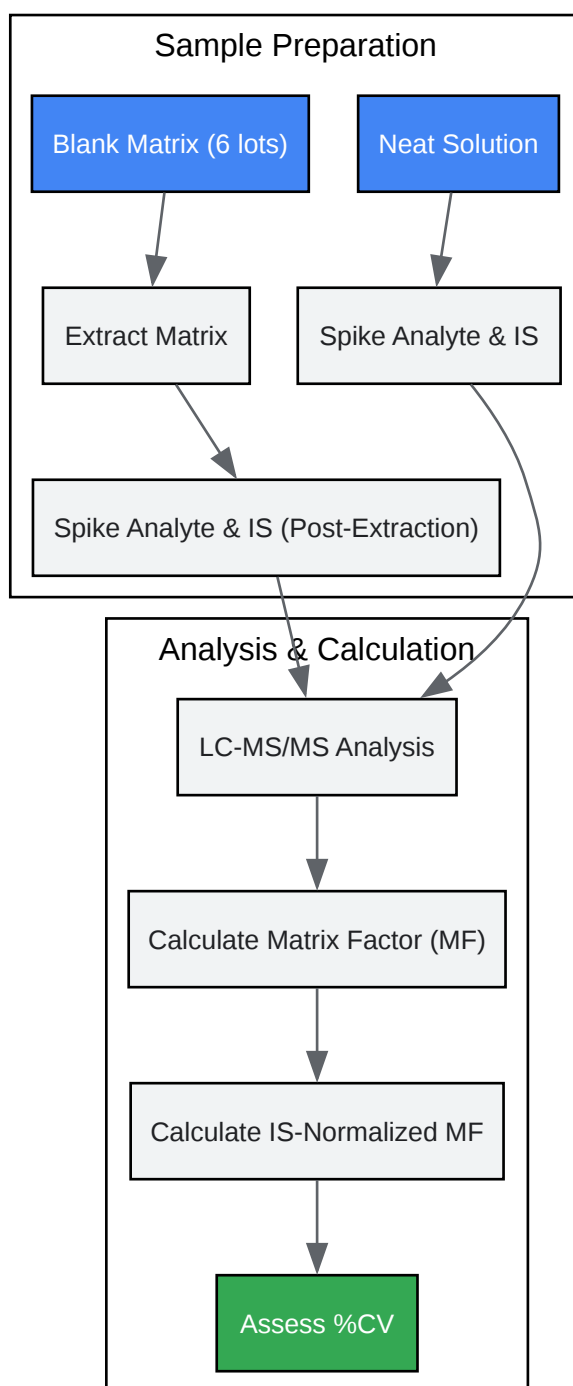 Sample Preparation
Blank Matrix (6 lots)
Neat Solution
Extract Matrix
Spike Analyte & IS
Spike Analyte & IS (Post-Extraction)
Analysis & Calculation
LC-MS/MS Analysis
Calculate Matrix Factor (MF)
Calculate IS-Normalized MF
Assess %CV